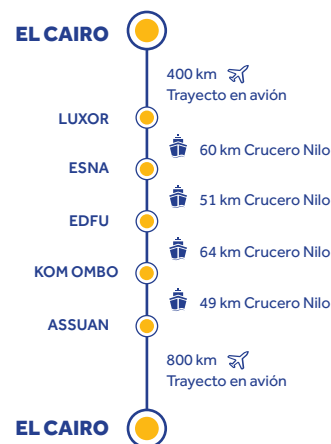 EL CAIRO
400 km
Trayecto en avión
LUXOR
60 km Crucero Nilo
ESNA
51 km Crucero Nilo
EDFU
64 km Crucero Nilo
KOM OMBO
49 km Crucero Nilo
ASSUAN
800 km
Trayecto en avión
EL CAIRO